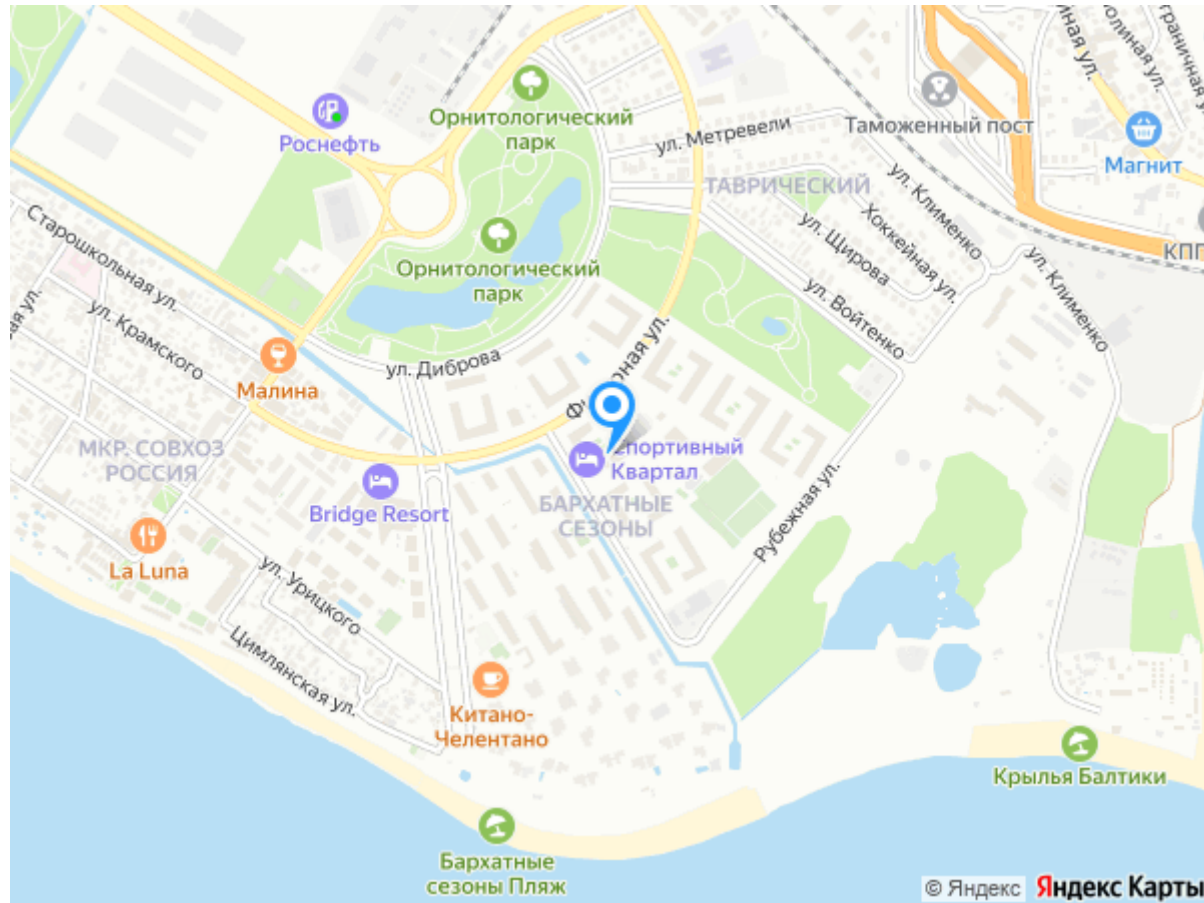 Роснефть
Орнитологический
парк
ул. Метревели
Таможенный пост
Магнит
ТАВРИЧЕСКИЙ
ул. Клименко
Хоккейная ул.
ул. Щирова
КПП
ул. Клименко
Старошкольная ул.
Орнитологический
парк
ул. Войтенко
ул. Крамского
ул. Диброва
Малина
МКР. СОВХОЗ
РОССИЯ
Спортивный
Квартал
Bridge Resort
БАРХАТНЫЕ
СЕЗОНЫ
Рубежная ул.
La Luna
ул. Урицкого
Цимлянская ул.
Китано-
Челентано
Крылья Балтики
Бархатные
сезоны Пляж
© Яндекс Яндекс Карты